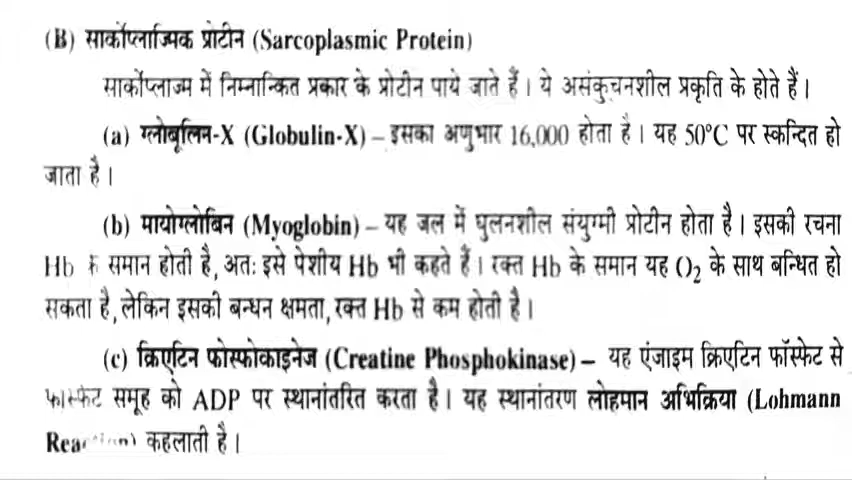 (B) सार्कोप्लाज्मिक प्रोटीन (Sarcoplasmic Protein)
सार्कोप्लाज्म में निम्नान्कित प्रकार के प्रोटीन पाये जाते हैं। ये असंकुचनशील प्रकृति के होते हैं।
(a) ग्लोबूलिन-X (Globulin-X) – इसका अणुभार 16,000 होता है। यह 50°C पर स्कन्दित हो
जाता है।
(b) मायोग्लोबिन (Myoglobin) – यह जल में घुलनशील संयुग्मी प्रोटीन होता है। इसकी रचना
Hb के समान होती है, अतः इसे पेशीय Hb भी कहते हैं। रक्त Hb के समान यह O₂ के साथ बन्धित हो
सकता है, लेकिन इसकी बन्धन क्षमता, रक्त Hb से कम होती है।
(c) क्रिएटिन फोस्फोकाइनेज (Creatine Phosphokinase) – यह एंजाइम क्रिएटिन फॉस्फेट से
फास्फेट समूह को ADP पर स्थानांतरित करता है। यह स्थानांतरण लोहमान अभिक्रिया (Lohmann
Reaction) कहलाती है।